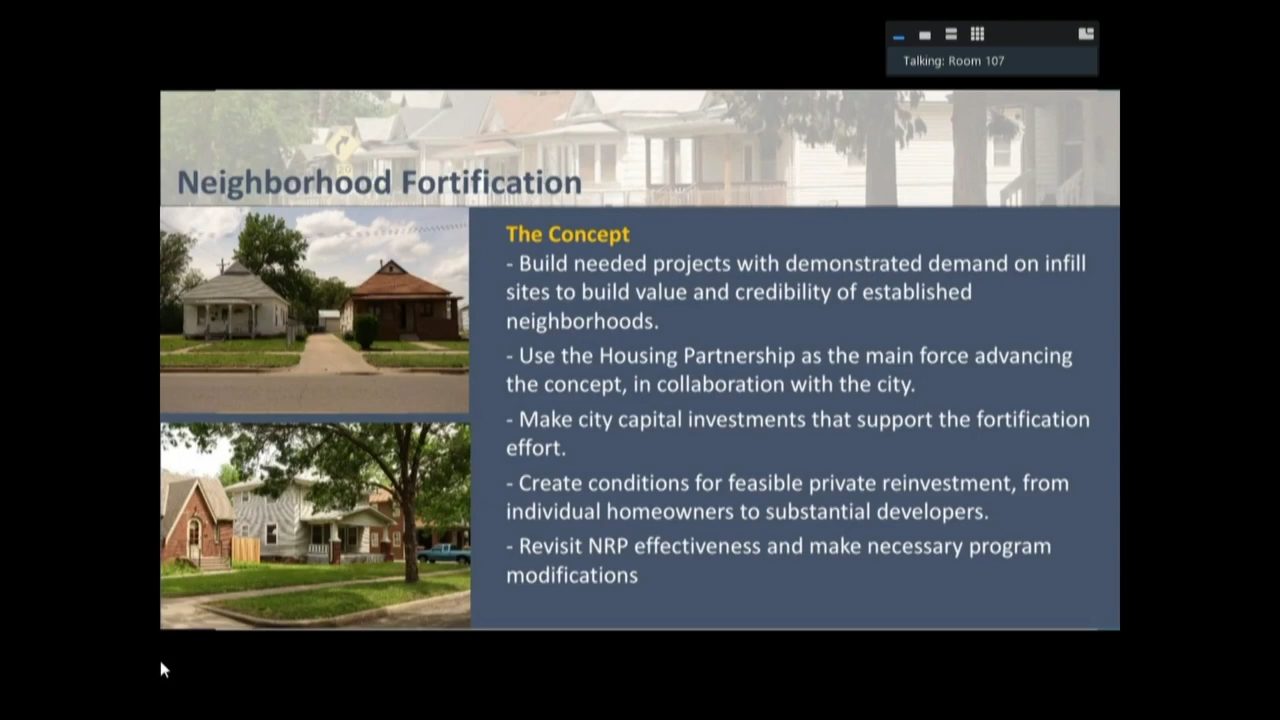 Talking: Room 107
Neighborhood Fortification
The Concept
- Build needed projects with demonstrated demand on infill
sites to build value and credibility of established
neighborhoods.
- Use the Housing Partnership as the main force advancing
the concept, in collaboration with the city.
- Make city capital investments that support the fortification
effort.
- Create conditions for feasible private reinvestment, from
individual homeowners to substantial developers.
- Revisit NRP effectiveness and make necessary program
modifications